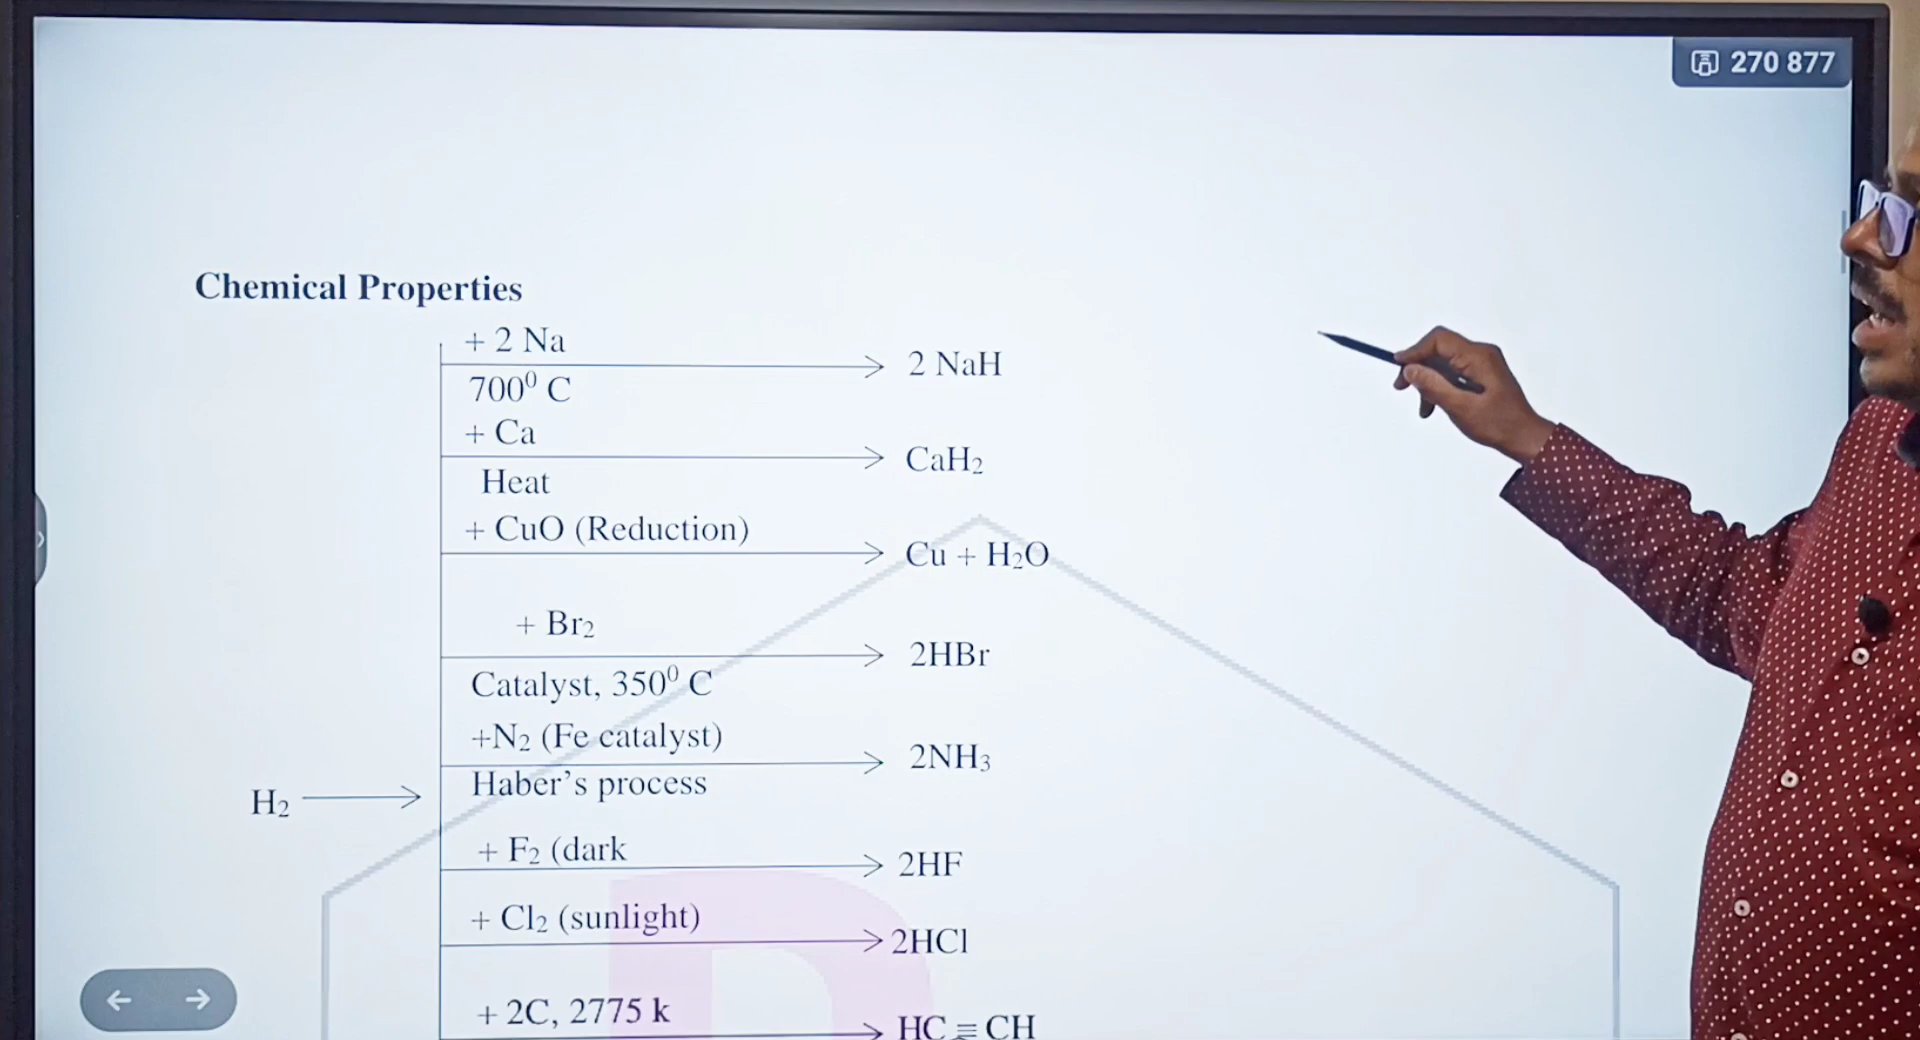 270 877
Chemical Properties
+ 2 Na
2 NaH
700⁰ C
+ Ca
CaH₂
Heat
+ CuO (Reduction)
Cu + H₂O
+ Br₂
2HBr
Catalyst, 350⁰ C
+N₂ (Fe catalyst)
2NH₃
Haber's process
H₂
+ F₂ (dark
2HF
+ Cl₂ (sunlight)
2HCl
+ 2C, 2775 k
HC ≡ CH